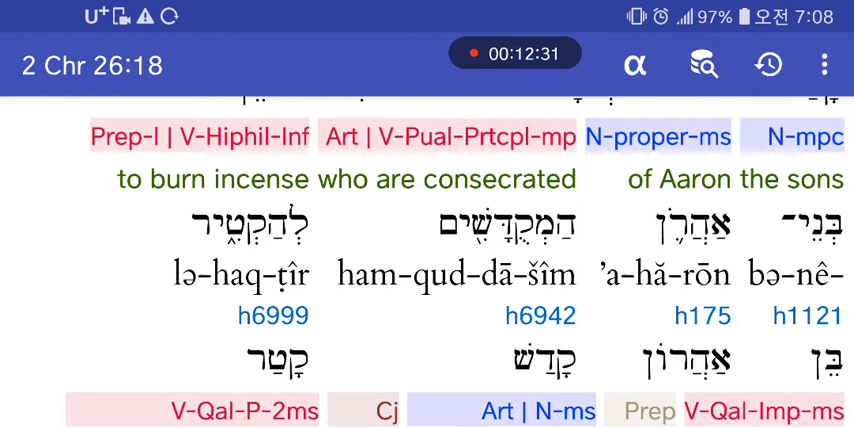 U+ 97% 오전 7:08
2 Chr 26:18 00:12:31 α
Prep-l | V-Hiphil-Inf Art | V-Pual-Prtcpl-mp N-proper-ms N-mpc
to burn incense who are consecrated of Aaron the sons
בְּנֵי־ אַהֲרֹ֛ן הַמְקֻדָּשִׁ֖ים לְהַקְטִ֑יר
lə-haq-ṭîr ham-qud-dā-šîm ’a-hă-rōn bə-nê-
h6999 h6942 h175 h1121
בֵּן אַהֲרוֹן קָדַשׁ קָטַר
V-Qal-P-2ms Cj Art | N-ms Prep V-Qal-Imp-ms